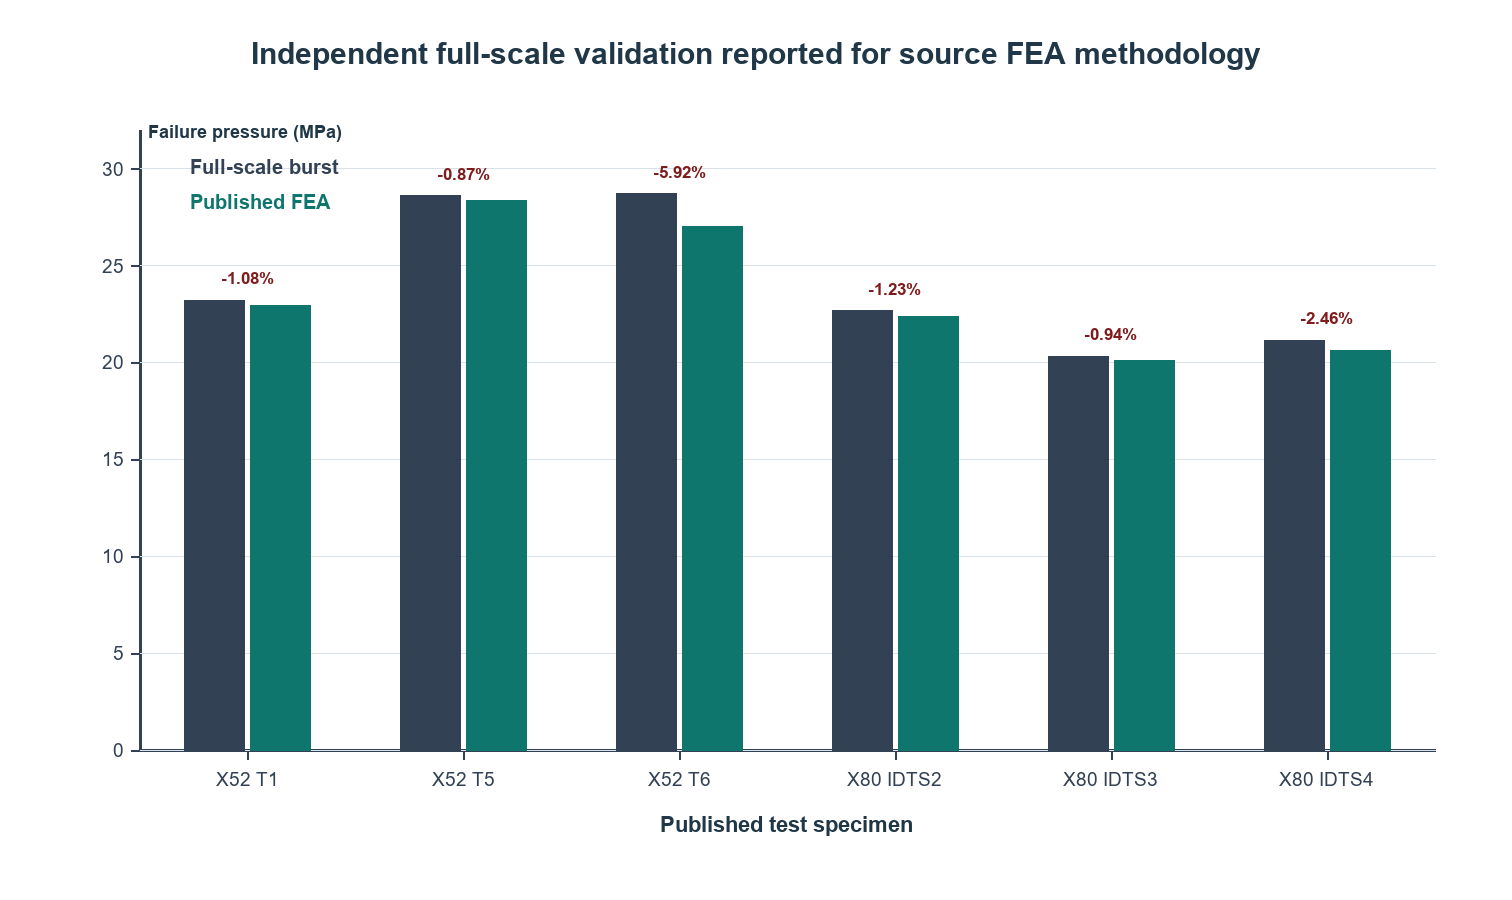 Independent full-scale validation reported for source FEA methodology
Failure pressure (MPa)
Full-scale burst
Published FEA
30
25
20
15
10
5
0
-1.08%
-0.87%
-5.92%
-1.23%
-0.94%
-2.46%
X52 T1
X52 T5
X52 T6
X80 IDTS2
X80 IDTS3
X80 IDTS4
Published test specimen